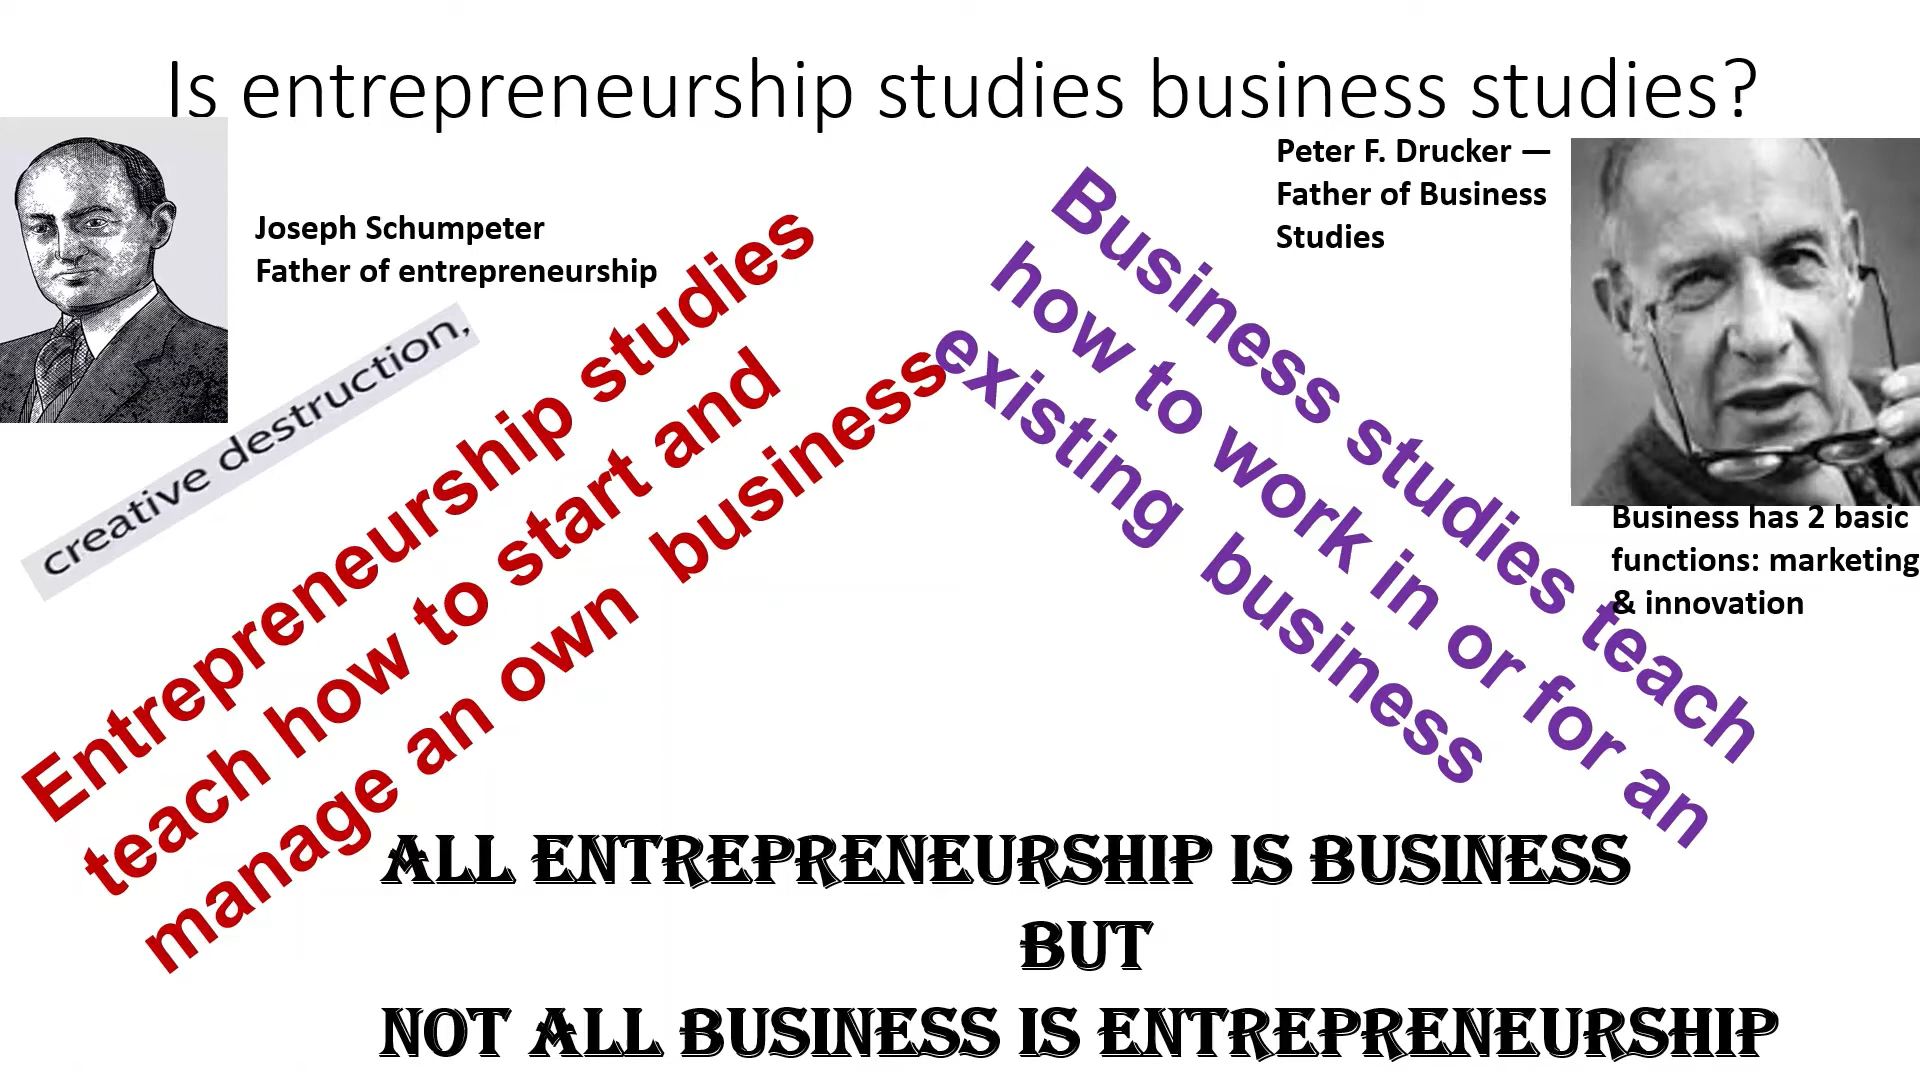 Is entrepreneurship studies business studies?
Joseph Schumpeter
Father of entrepreneurship
creative destruction,
Entrepreneurship studies
teach how to start and
manage an own business
Peter F. Drucker —
Father of Business
Studies
Business studies teach
how to work in or for an
existing business
Business has 2 basic
functions: marketing
& innovation
ALL ENTREPRENEURSHIP IS BUSINESS
BUT
NOT ALL BUSINESS IS ENTREPRENEURSHIP